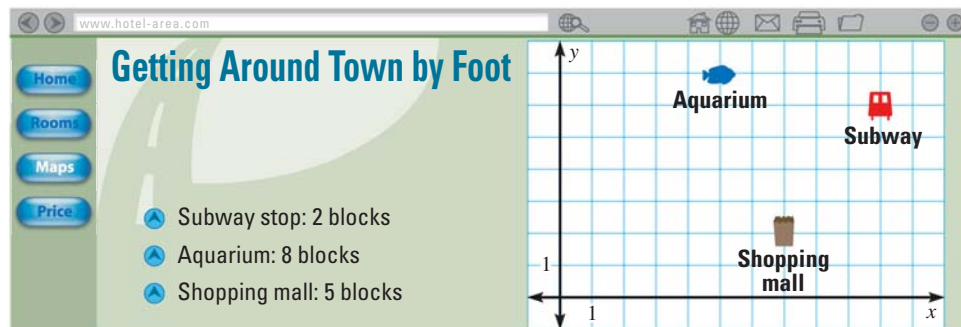 www.hotel-area.com
Getting Around Town by Foot
Home
Rooms
Maps
Price
Subway stop: 2 blocks
Aquarium: 8 blocks
Shopping mall: 5 blocks
y
Aquarium
Subway
Shopping
mall
1
1
x